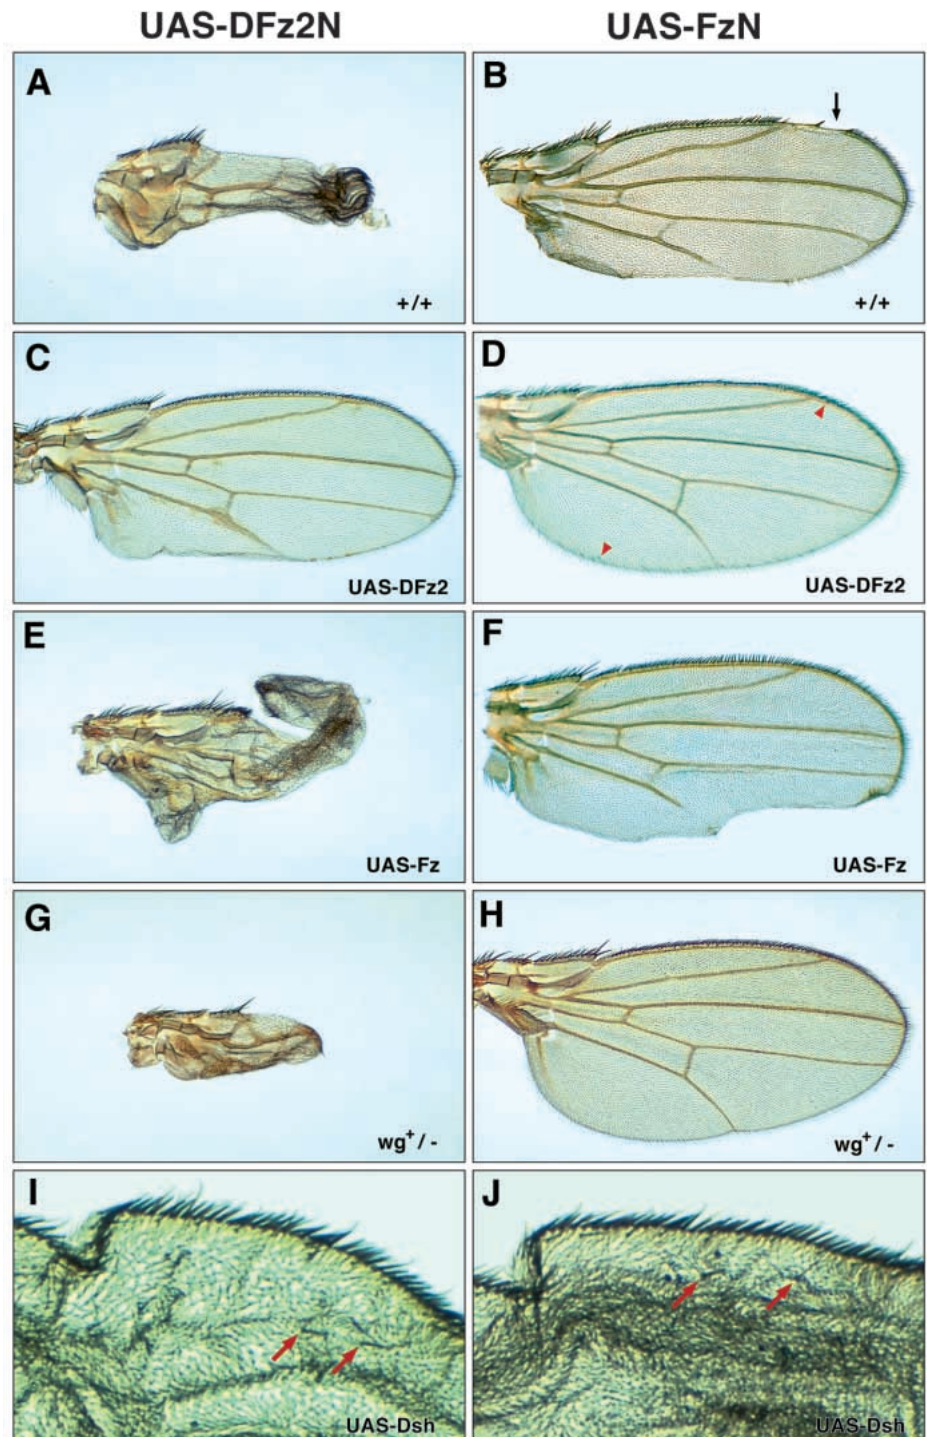 UAS-DFz2N UAS-FzN
A B
+/+ +/+
C D
UAS-DFz2 UAS-DFz2
E F
UAS-Fz UAS-Fz
G H
wg+/- wg+/-
I J
UAS-Dsh UAS-Dsh